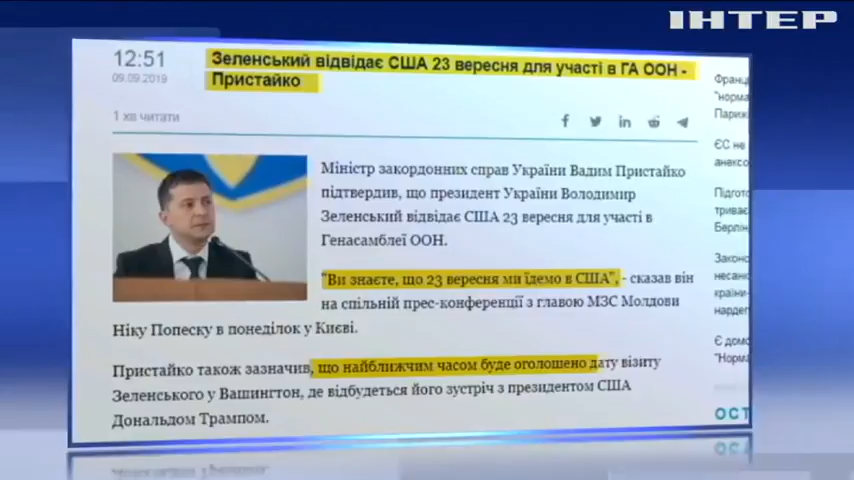 ІНТЕР
12:51
09.09.2019
Зеленський відвідає США 23 вересня для участі в ГА ООН -
Пристайко
1 хв читати
Міністр закордонних справ України Вадим Пристайко
підтвердив, що президент України Володимир
Зеленський відвідає США 23 вересня для участі в
Генасамблеї ООН.
"Ви знаєте, що 23 вересня ми їдемо в США", - сказав він
на спільній прес-конференції з главою МЗС Молдови
Ніку Попеску в понеділок у Києві.
Пристайко також зазначив, що найближчим часом буде оголошено дату візиту
Зеленського у Вашингтон, де відбудеться його зустріч з президентом США
Дональдом Трампом.
Франц
"норма
Париж
ЄС не
анексо
Підгото
триває
Берлін,
Законо
несанк
країни-
нардеп
Є домо
"Норма
ОСТ